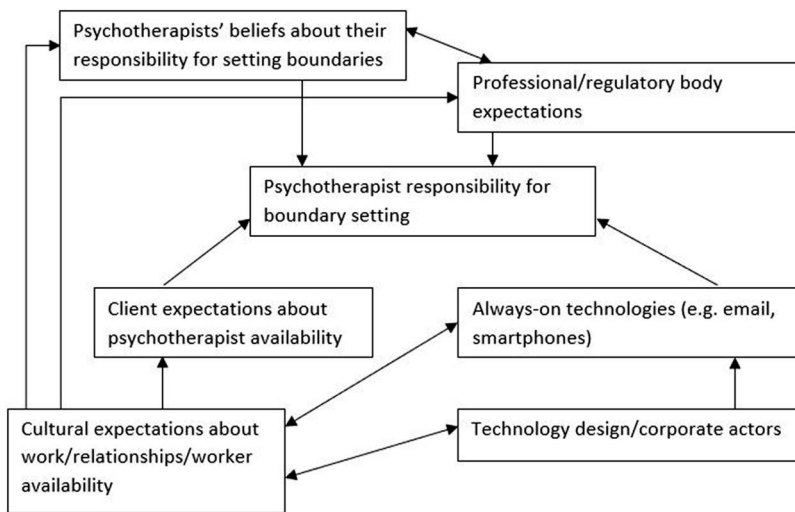 Psychotherapists’ beliefs about their
responsibility for setting boundaries
Professional/regulatory body
expectations
Psychotherapist responsibility for
boundary setting
Client expectations about
psychotherapist availability
Always-on technologies (e.g. email,
smartphones)
Cultural expectations about
work/relationships/worker
availability
Technology design/corporate actors